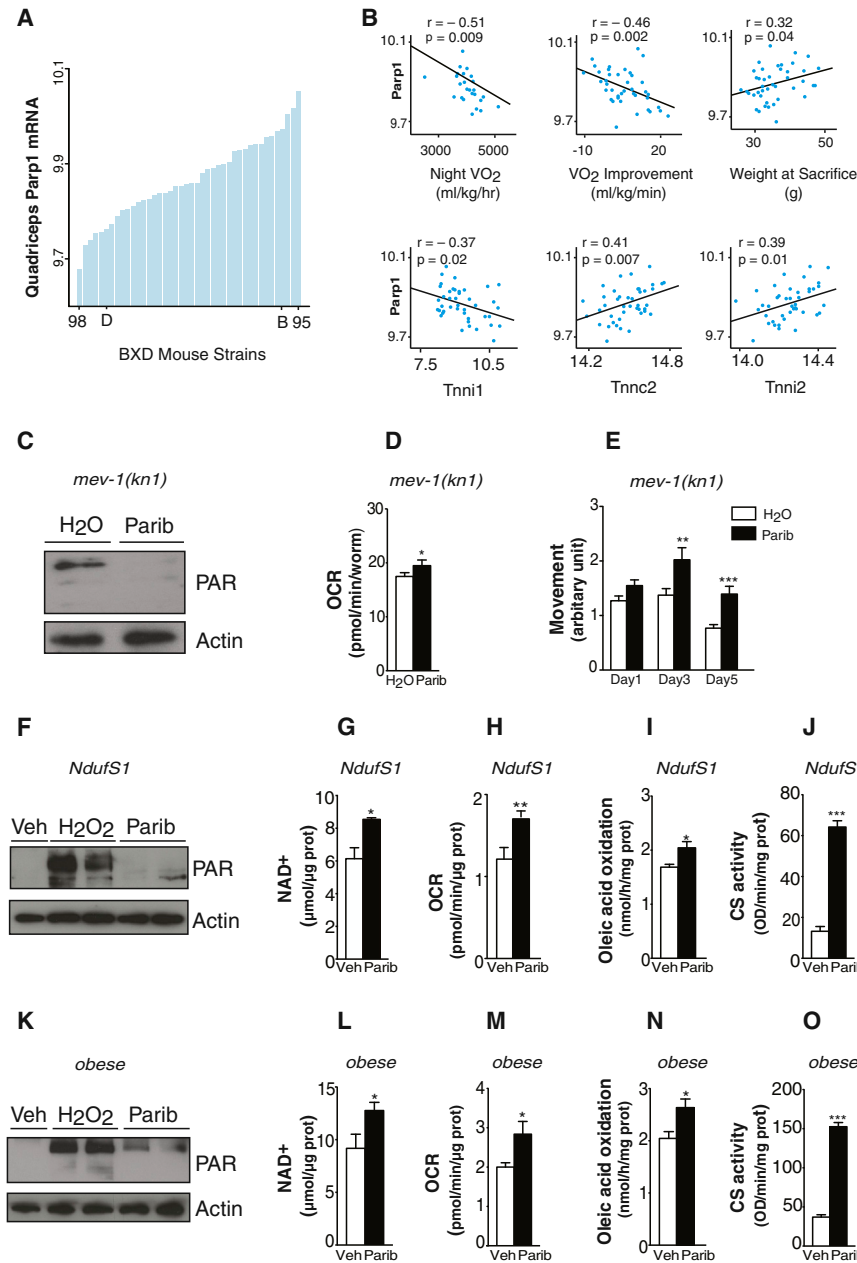 A
Quadriceps Parp1 mRNA
10.1
9.9
9.7
98
D
B 95
BXD Mouse Strains
B
r = – 0.51
p = 0.009
Parp1
10.1
9.7
3000
5000
Night VO2
(ml/kg/hr)
r = – 0.46
p = 0.002
10.1
9.7
-10
20
VO2 Improvement
(ml/kg/min)
r = 0.32
p = 0.04
10.1
9.7
30
50
Weight at Sacrifice
(g)
r = – 0.37
p = 0.02
Parp1
10.1
9.7
7.5
10.5
Tnni1
r = 0.41
p = 0.007
10.1
9.7
14.2
14.8
Tnnc2
r = 0.39
p = 0.01
10.1
9.7
14.0
14.4
Tnni2
C
mev-1(kn1)
H2O
Parib
PAR
Actin
D
mev-1(kn1)
OCR
(pmol/min/worm)
30
20
10
0
*
H2O Parib
E
mev-1(kn1)
Movement
(arbitary unit)
3
2
1
0
H2O
Parib
**
***
Day1
Day3
Day5
F
NdufS1
Veh
H2O2
Parib
PAR
Actin
G
NdufS1
NAD+
(μmol/μg prot)
10
8
6
4
2
0
*
Veh Parib
H
NdufS1
OCR
(pmol/min/μg prot)
2
1
0
**
Veh Parib
I
NdufS1
Oleic acid oxidation
(nmol/h/mg prot)
3
2
1
0
*
Veh Parib
J
NdufS
CS activity
(OD/min/mg prot)
80
60
40
20
0
***
Veh Parib
K
obese
Veh
H2O2
Parib
PAR
Actin
L
obese
NAD+
(μmol/μg prot)
15
10
5
0
*
Veh Parib
M
obese
OCR
(pmol/min/μg prot)
4
3
2
1
0
*
Veh Parib
N
obese
Oleic acid oxidation
(nmol/h/mg prot)
3
2
1
0
*
Veh Parib
O
obese
CS activity
(OD/min/mg prot)
200
150
100
50
0
***
Veh Parib